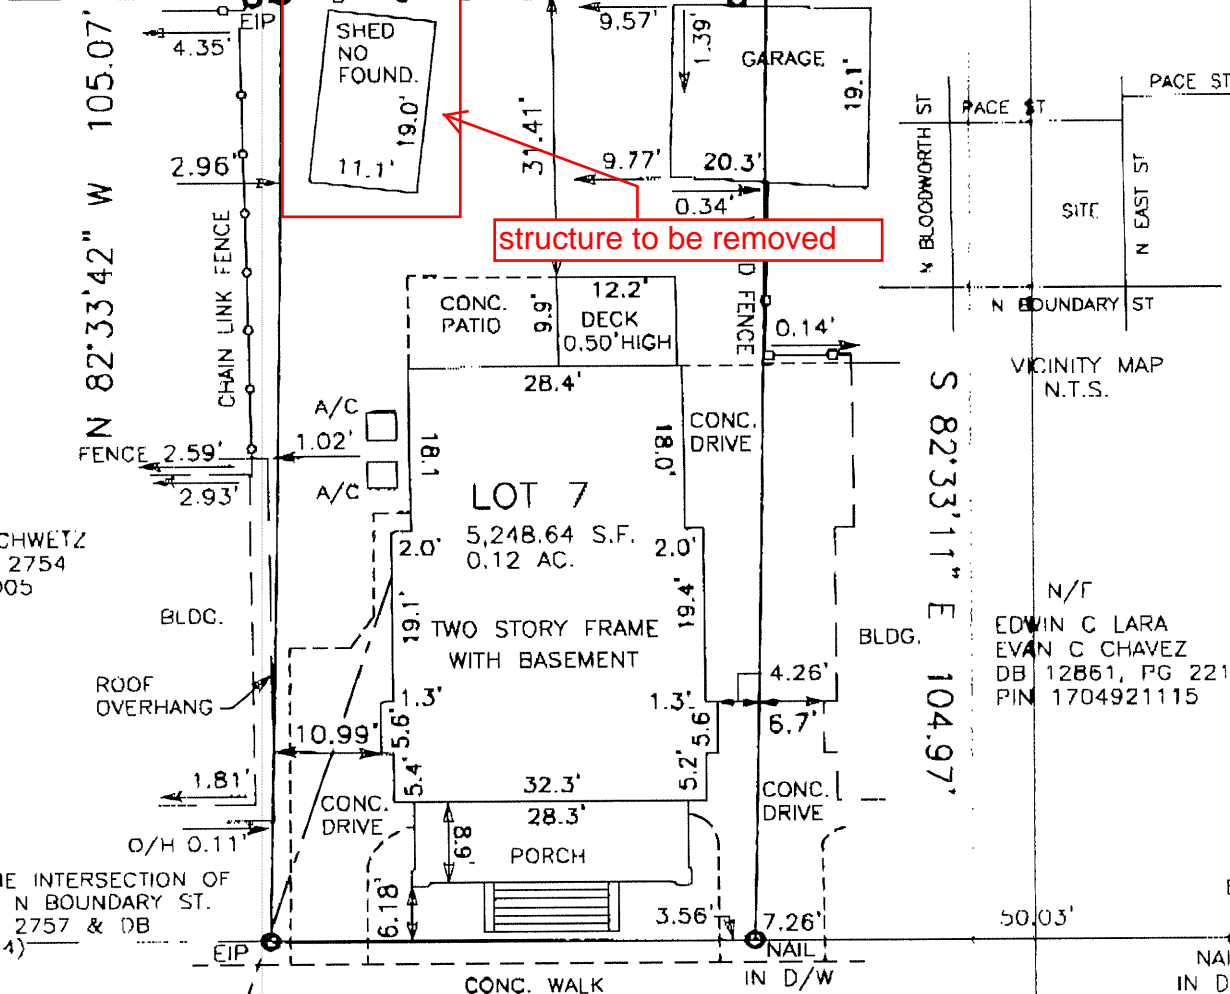 EIP
4.35'
N 82°33'42" W 105.07'
SHED
NO
FOUND.
19.0'
11.1'
2.96'
CHAIN LINK FENCE
31.41'
9.57'
1.39'
GARAGE
19.1'
9.77'
20.3'
0.34'
structure to be removed
D FENCE
PACE ST
PACE ST
N BLOODWORTH ST
SITE
N EAST ST
N BOUNDARY ST
VICINITY MAP
N.T.S.
CONC.
PATIO
9.9'
12.2'
DECK
0.50'HIGH
0.14'
28.4'
A/C
1.02'
A/C
FENCE 2.59'
2.93'
18.1
18.0'
CONC.
DRIVE
S 82°33'11" E 104.97'
LOT 7
5,248.64 S.F.
0.12 AC.
2.0'
2.0'
CHWETZ
2754
005
BLDG.
19.1'
19.4'
TWO STORY FRAME
WITH BASEMENT
BLDG.
N/F
EDWIN C LARA
EVAN C CHAVEZ
DB 12861, PG 221
PIN 1704921115
ROOF
OVERHANG
1.3'
1.3'
4.26'
6.7'
10.99'
5.6'
5.6
5.4'
5.2'
32.3'
28.3'
1.81'
CONC.
DRIVE
CONC.
DRIVE
O/H 0.11'
8.9'
PORCH
IE INTERSECTION OF
N BOUNDARY ST.
2757 & DB
4)
6.18'
3.56'
7.26'
50.03'
EIP
NAIL
IN D/W
CONC. WALK
NAI
IN D